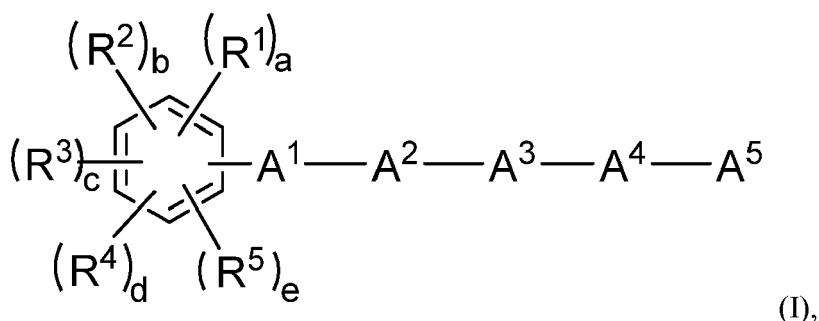 (R²)b (R¹)a
(R³)c A¹ — A² — A³ — A⁴ — A⁵
(R⁴)d (R⁵)e
(I),